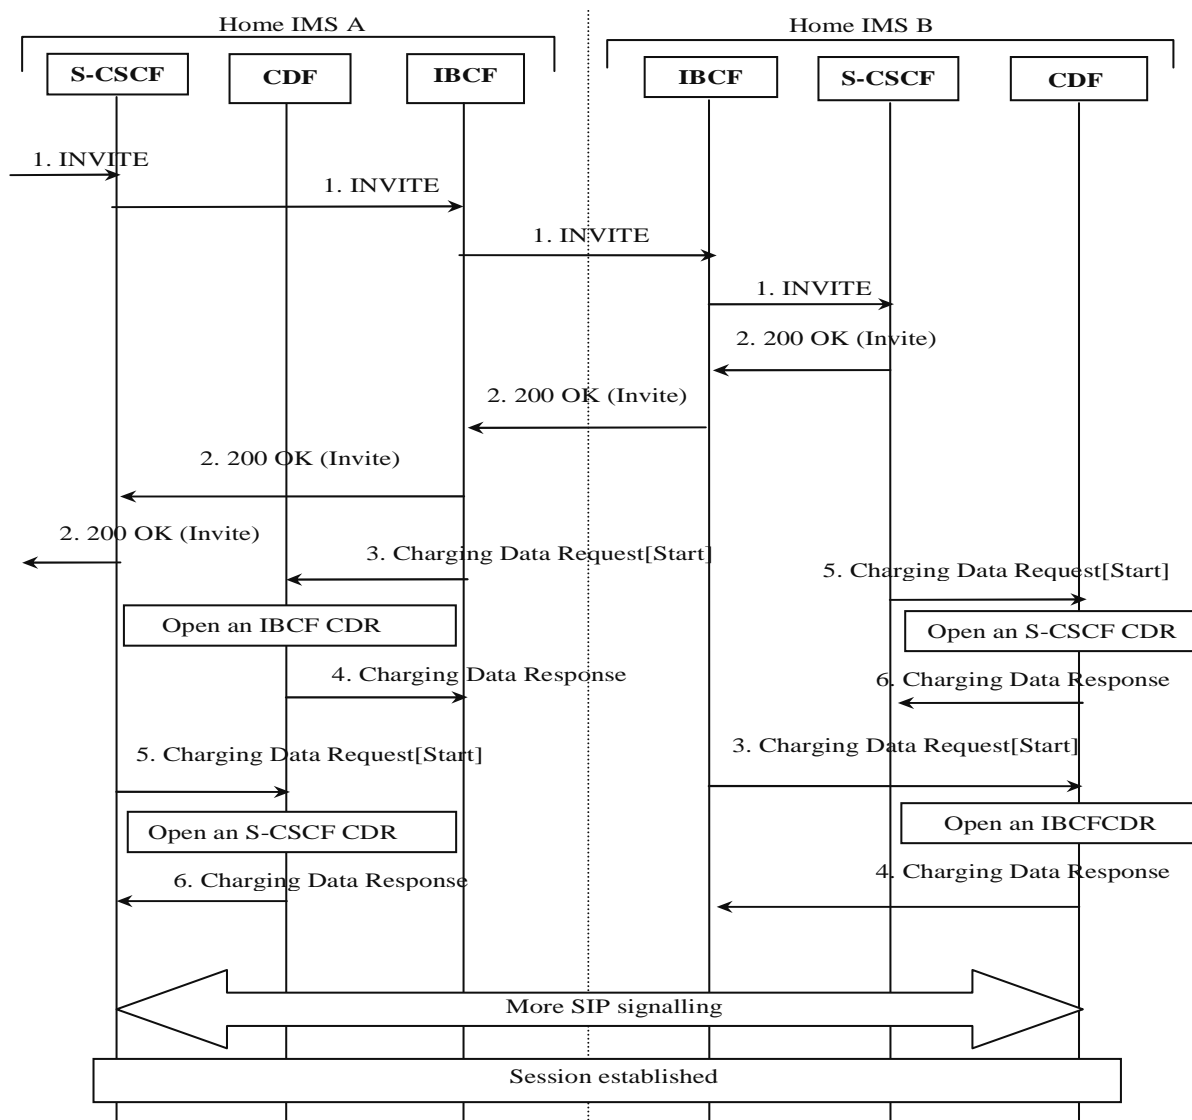 Home IMS A
Home IMS B
S-CSCF
CDF
IBCF
IBCF
S-CSCF
CDF
1. INVITE
1. INVITE
1. INVITE
1. INVITE
2. 200 OK (Invite)
2. 200 OK (Invite)
2. 200 OK (Invite)
2. 200 OK (Invite)
3. Charging Data Request[Start]
5. Charging Data Request[Start]
Open an IBCF CDR
Open an S-CSCF CDR
4. Charging Data Response
6. Charging Data Response
5. Charging Data Request[Start]
3. Charging Data Request[Start]
Open an S-CSCF CDR
Open an IBCFCDR
6. Charging Data Response
4. Charging Data Response
More SIP signalling
Session established